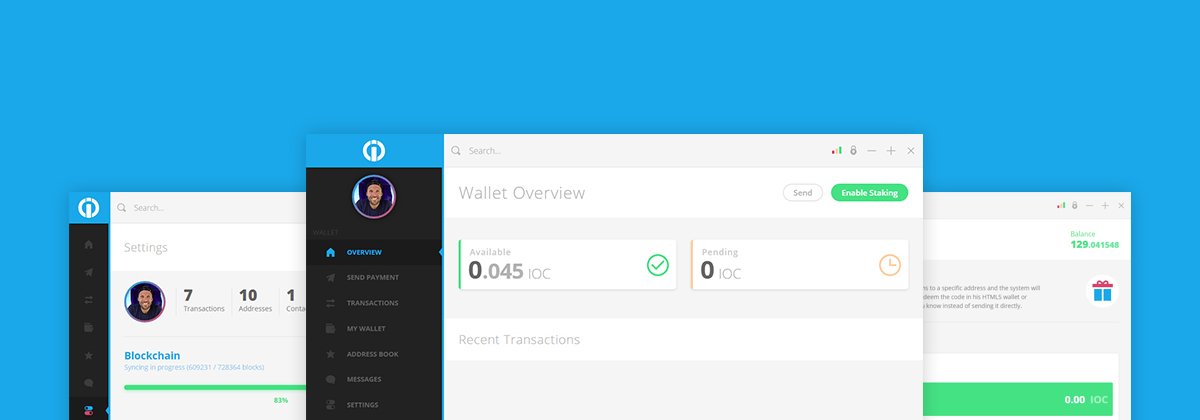 Search...
Settings
7
Transactions
10
Addresses
1
Conta
Blockchain
Syncing in progress (609231 / 728364 blocks)
83%
WALLET
OVERVIEW
SEND PAYMENT
TRANSACTIONS
MY WALLET
ADDRESS BOOK
MESSAGES
SETTINGS
Search...
Wallet Overview
Send
Enable Staking
Available
0.045 IOC
Pending
0 IOC
Recent Transactions
Balance
129.041548
ns to a specific address and the system will
deem the code in his HTML5 wallet or
know instead of sending it directly.
0.00 IOC